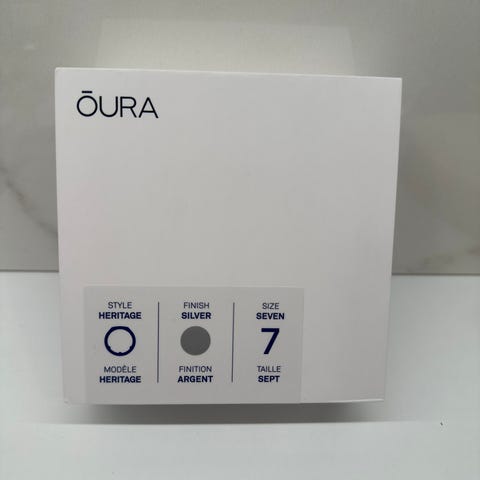 ŌURA
STYLE
HERITAGE
MODÈLE
HERITAGE
FINISH
SILVER
FINITION
ARGENT
SIZE
SEVEN
7
TAILLE
SEPT